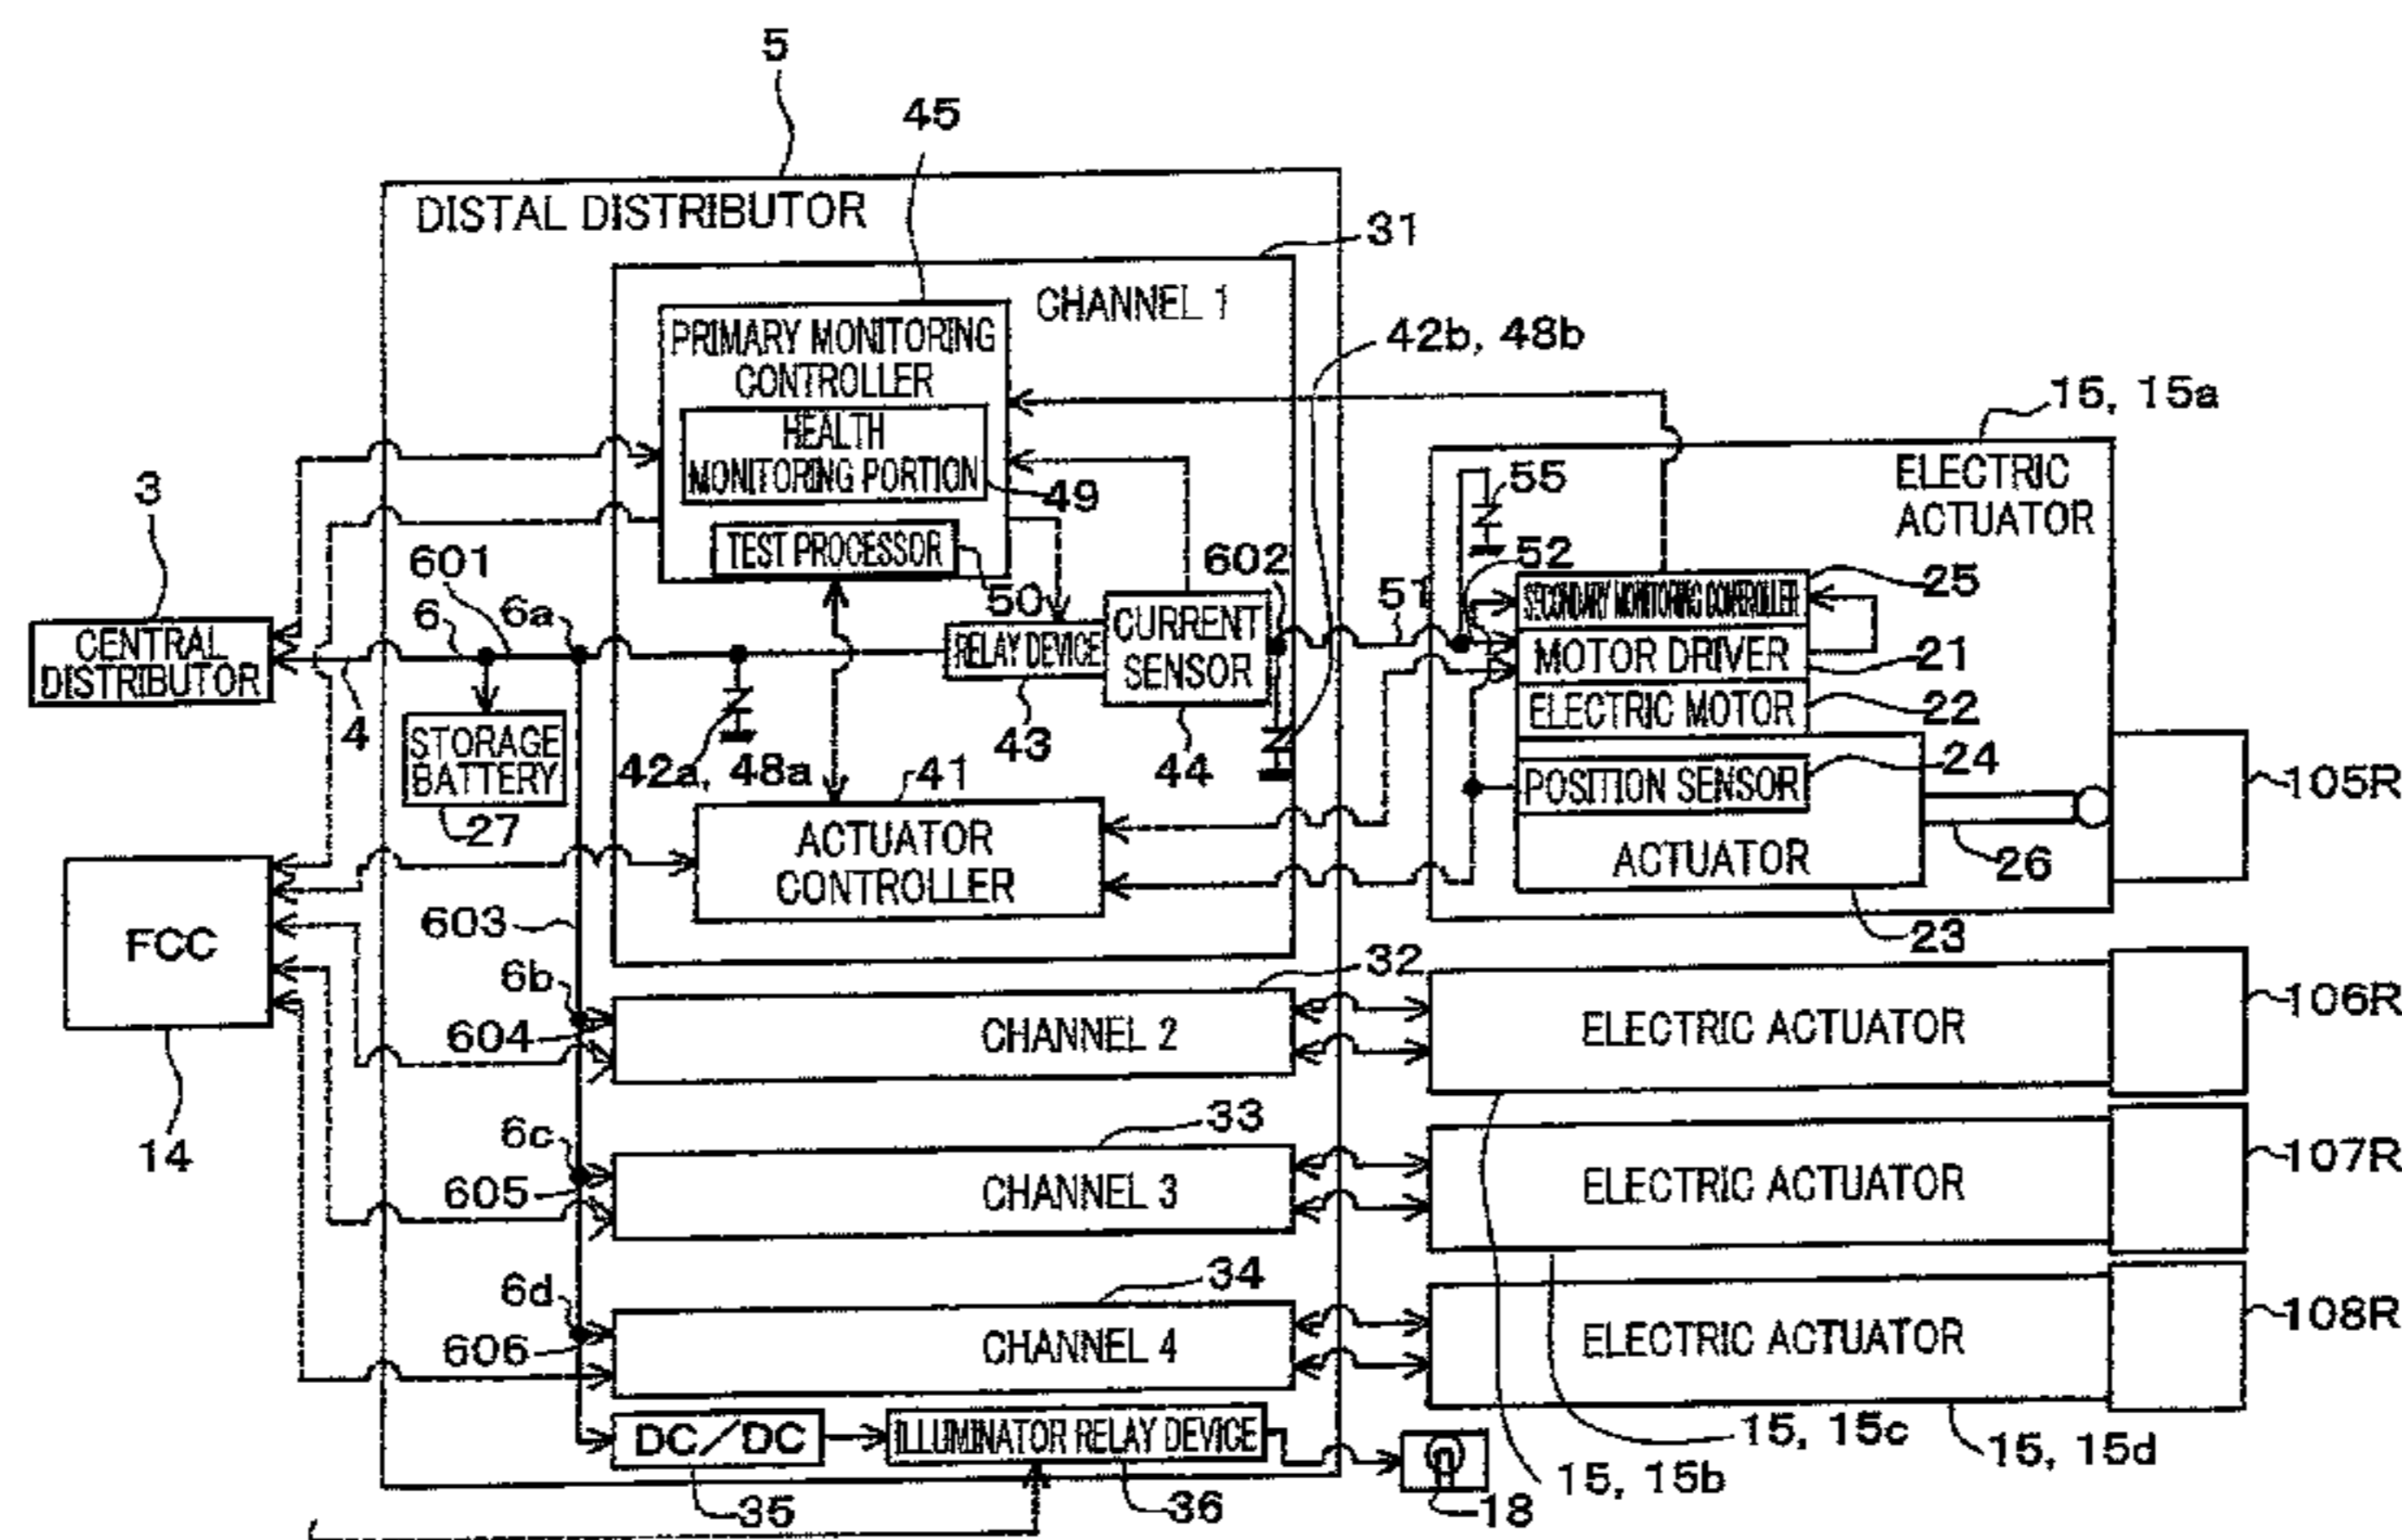 5
45
DISTAL DISTRIBUTOR
31
CHANNEL 1
PRIMARY MONITORING
CONTROLLER
42b, 48b
15, 15a
HEALTH
MONITORING PORTION
49
55
ELECTRIC
ACTUATOR
3
TEST PROCESSOR
601
602
52
50
51
25
6
6a
SECONDARY MONITORING CONTROLLER
CENTRAL
DISTRIBUTOR
RELAY DEVICE
CURRENT
SENSOR
MOTOR DRIVER
21
ELECTRIC MOTOR
22
4
STORAGE
BATTERY
42a, 48a
43
44
41
POSITION SENSOR
24
105R
27
ACTUATOR
CONTROLLER
ACTUATOR
26
FCC
603
23
6b
32
106R
604
CHANNEL 2
ELECTRIC ACTUATOR
14
6c
33
107R
605
CHANNEL 3
ELECTRIC ACTUATOR
6d
34
108R
606
CHANNEL 4
ELECTRIC ACTUATOR
DC/DC
ILLUMINATOR RELAY DEVICE
15, 15c
15, 15d
15, 15b
35
36
18